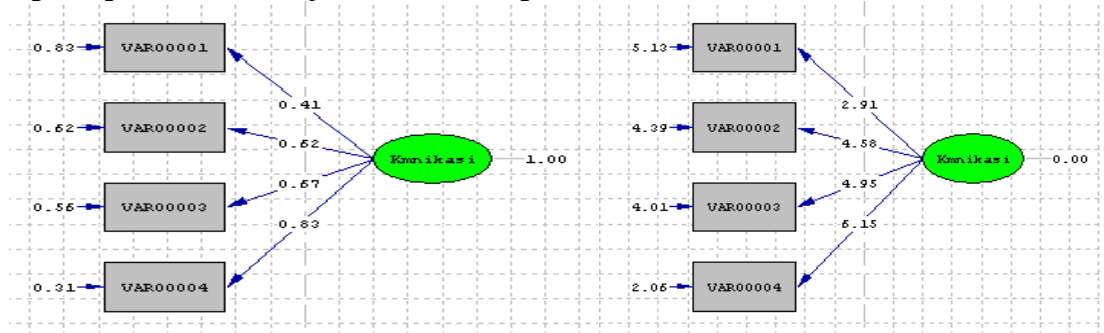 0.83 VAR00001 5.13 VAR00001
0.41 2.91
0.62 VAR00002 4.39 VAR00002
0.62 4.58
Kmnikasi 1.00 Kmnikasi 0.00
0.67 4.95
0.56 VAR00003 4.01 VAR00003
0.83 6.15
0.31 VAR00004 VAR00004